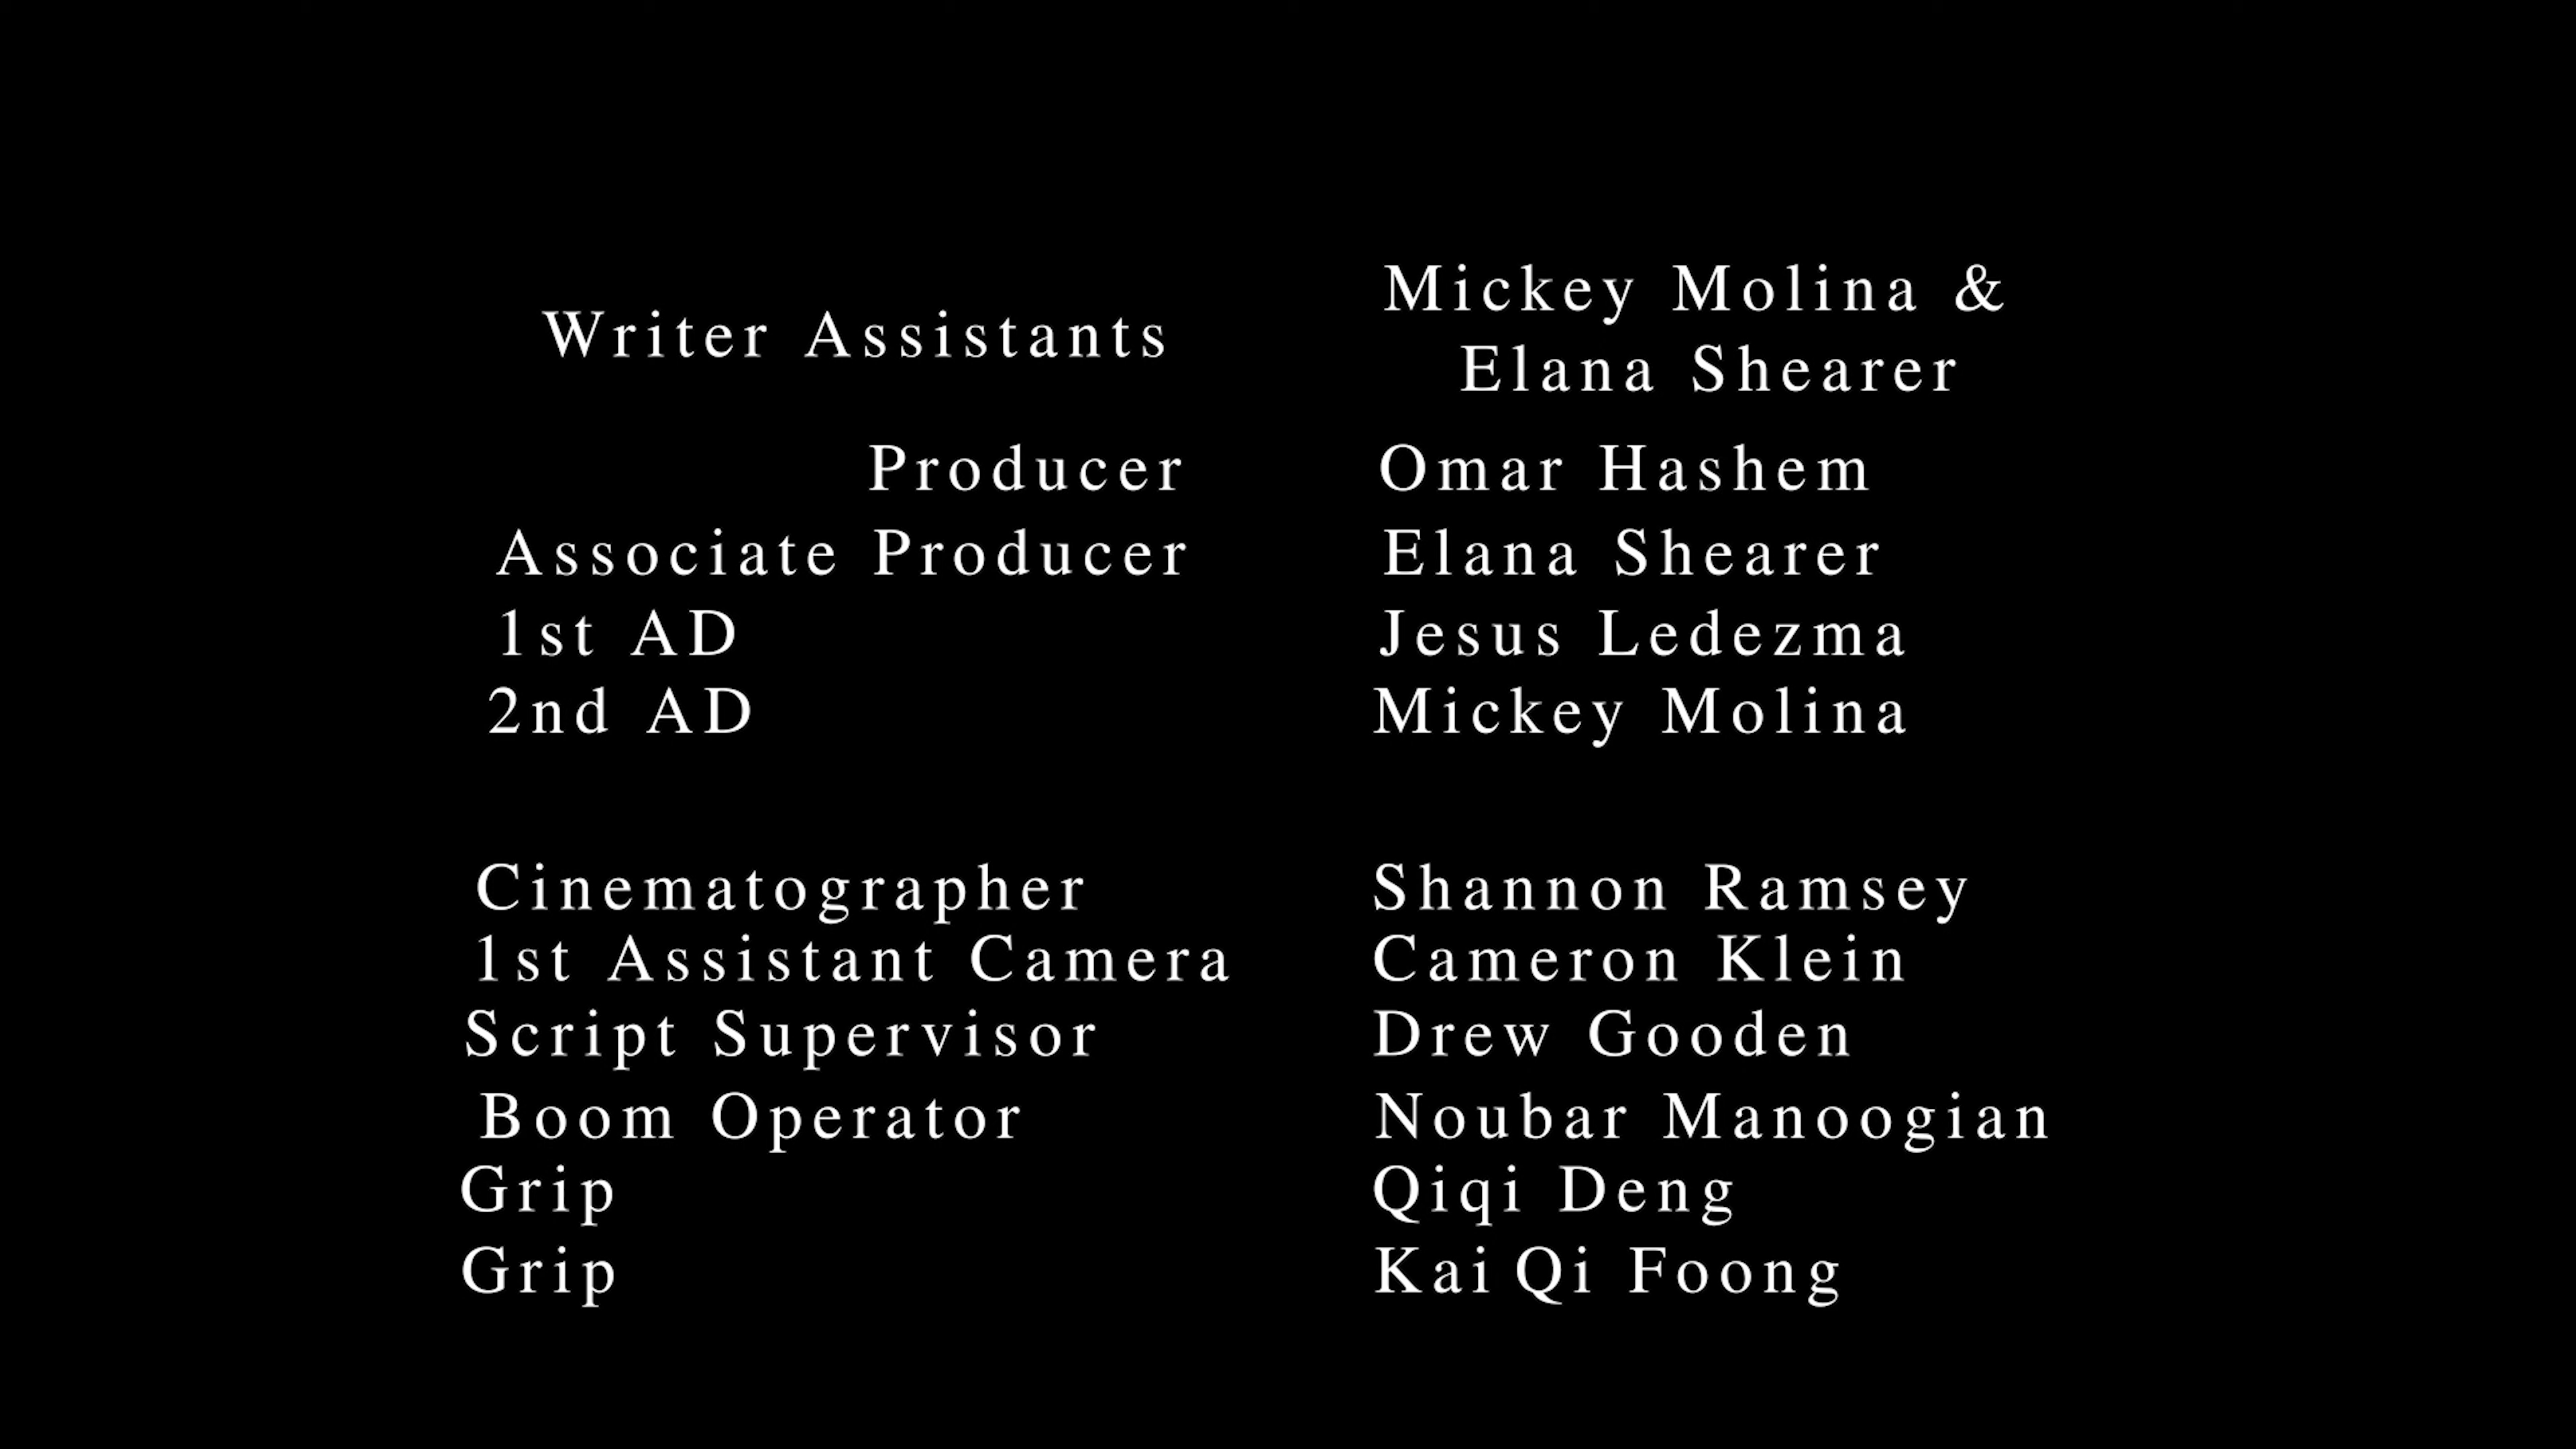 Writer Assistants Mickey Molina &
Elana Shearer
Producer Omar Hashem
Associate Producer Elana Shearer
1st AD Jesus Ledezma
2nd AD Mickey Molina
Cinematographer Shannon Ramsey
1st Assistant Camera Cameron Klein
Script Supervisor Drew Gooden
Boom Operator Noubar Manoogian
Grip Qiqi Deng
Grip Kai Qi Foong